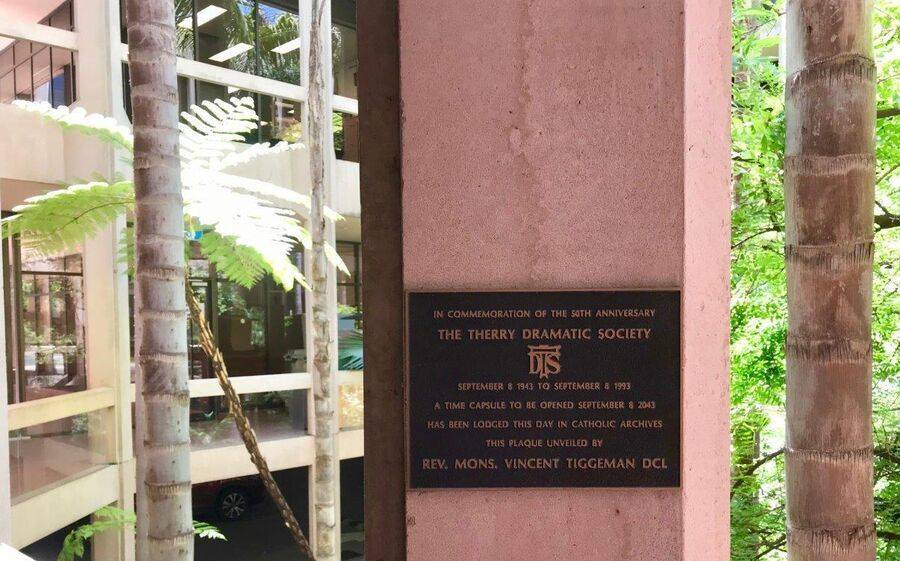 IN COMMEMORATION OF THE 50TH ANNIVERSARY
THE THERRY DRAMATIC SOCIETY
DTS
SEPTEMBER 8 1943 TO SEPTEMBER 8 1993
A TIME CAPSULE TO BE OPENED SEPTEMBER 8 2043
HAS BEEN LODGED THIS DAY IN CATHOLIC ARCHIVES
THIS PLAQUE UNVEILED BY
REV. MONS. VINCENT TIGGEMAN DCL